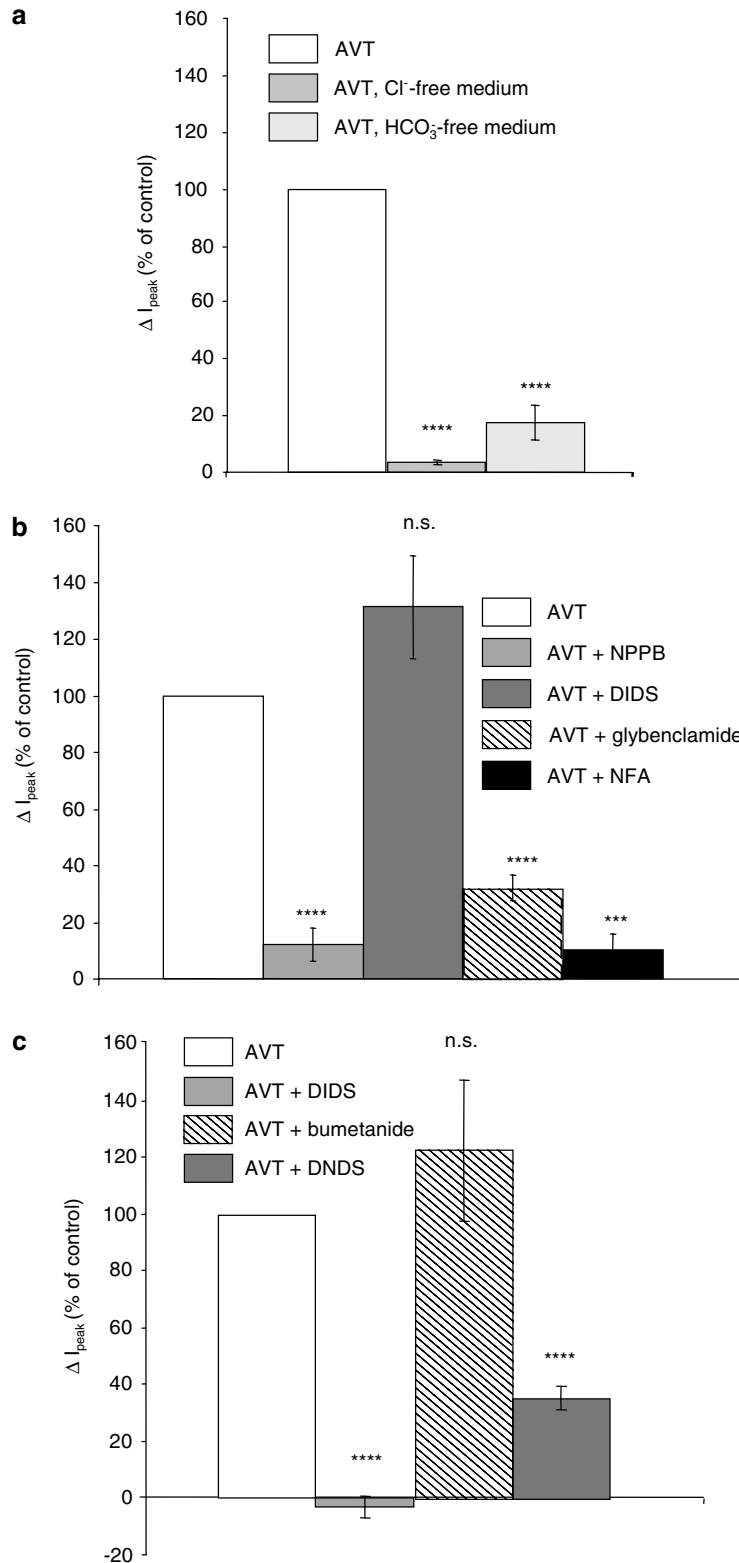 a
160
140
120
100
80
60
40
20
0
Δ Ipeak (% of control)
AVT
AVT, Cl⁻-free medium
AVT, HCO₃⁻-free medium
****
****
b
160
140
120
100
80
60
40
20
0
Δ Ipeak (% of control)
n.s.
AVT
AVT + NPPB
AVT + DIDS
AVT + glybenclamide
AVT + NFA
****
****
***
c
160
140
120
100
80
60
40
20
0
-20
Δ Ipeak (% of control)
AVT
AVT + DIDS
AVT + bumetanide
AVT + DNDS
n.s.
****
****